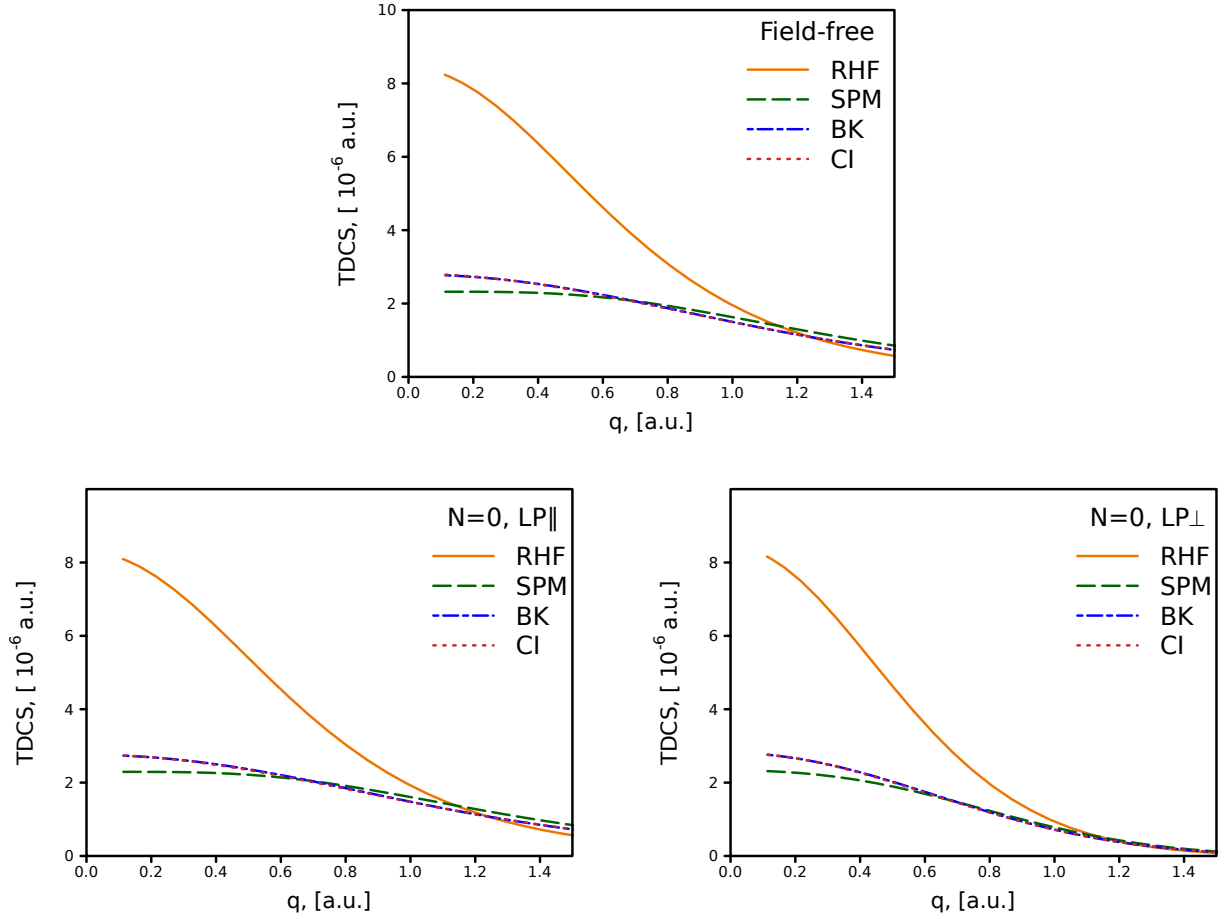 10
8
6
4
2
0
TDCS, [ 10⁻⁶ a.u.]
Field-free
RHF
SPM
BK
CI
0.0 0.2 0.4 0.6 0.8 1.0 1.2 1.4
q, [a.u.]
8
6
4
2
0
TDCS, [ 10⁻⁶ a.u.]
N=0, LP∥
RHF
SPM
BK
CI
0.0 0.2 0.4 0.6 0.8 1.0 1.2 1.4
q, [a.u.]
8
6
4
2
0
TDCS, [ 10⁻⁶ a.u.]
N=0, LP⊥
RHF
SPM
BK
CI
0.0 0.2 0.4 0.6 0.8 1.0 1.2 1.4
q, [a.u.]